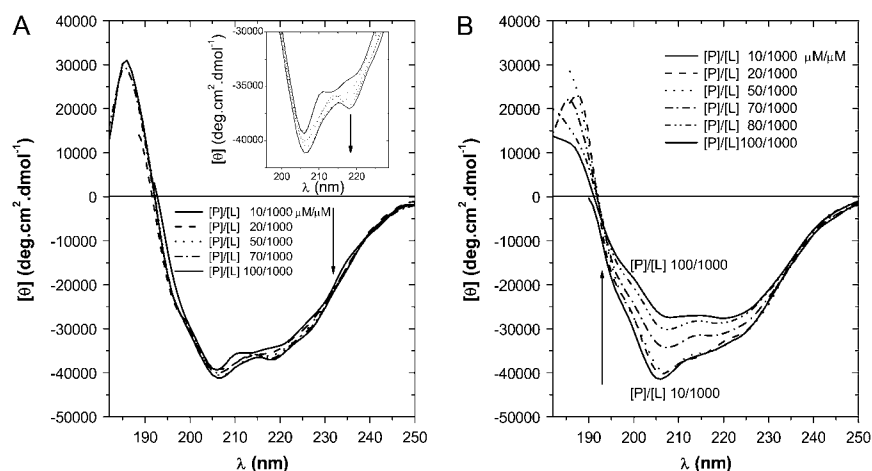 A
50000
40000
30000
20000
10000
0
-10000
-20000
-30000
-40000
-50000
[θ] (deg.cm².dmol⁻¹)
190 200 210 220 230 240 250
λ (nm)
-30000
-35000
-40000
[θ] (deg.cm².dmol⁻¹)
200 210 220
λ (nm)
[P]/[L] 10/1000 μM/μM
[P]/[L] 20/1000
[P]/[L] 50/1000
[P]/[L] 70/1000
[P]/[L] 100/1000
B
40000
30000
20000
10000
0
-10000
-20000
-30000
-40000
-50000
[θ] (deg.cm².dmol⁻¹)
190 200 210 220 230 240 250
λ (nm)
[P]/[L] 10/1000 μM/μM
[P]/[L] 20/1000
[P]/[L] 50/1000
[P]/[L] 70/1000
[P]/[L] 80/1000
[P]/[L]100/1000
[P]/[L] 100/1000
[P]/[L] 10/1000